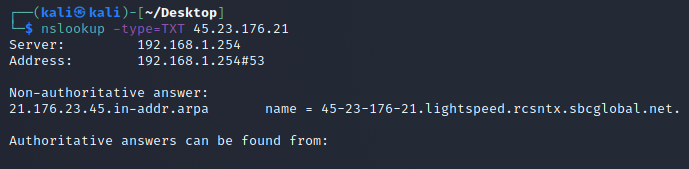 ┌──(kali㉿kali)-[~/Desktop]
└─$ nslookup -type=TXT 45.23.176.21
Server:         192.168.1.254
Address:        192.168.1.254#53

Non-authoritative answer:
21.176.23.45.in-addr.arpa       name = 45-23-176-21.lightspeed.rcsntx.sbcglobal.net.

Authoritative answers can be found from: